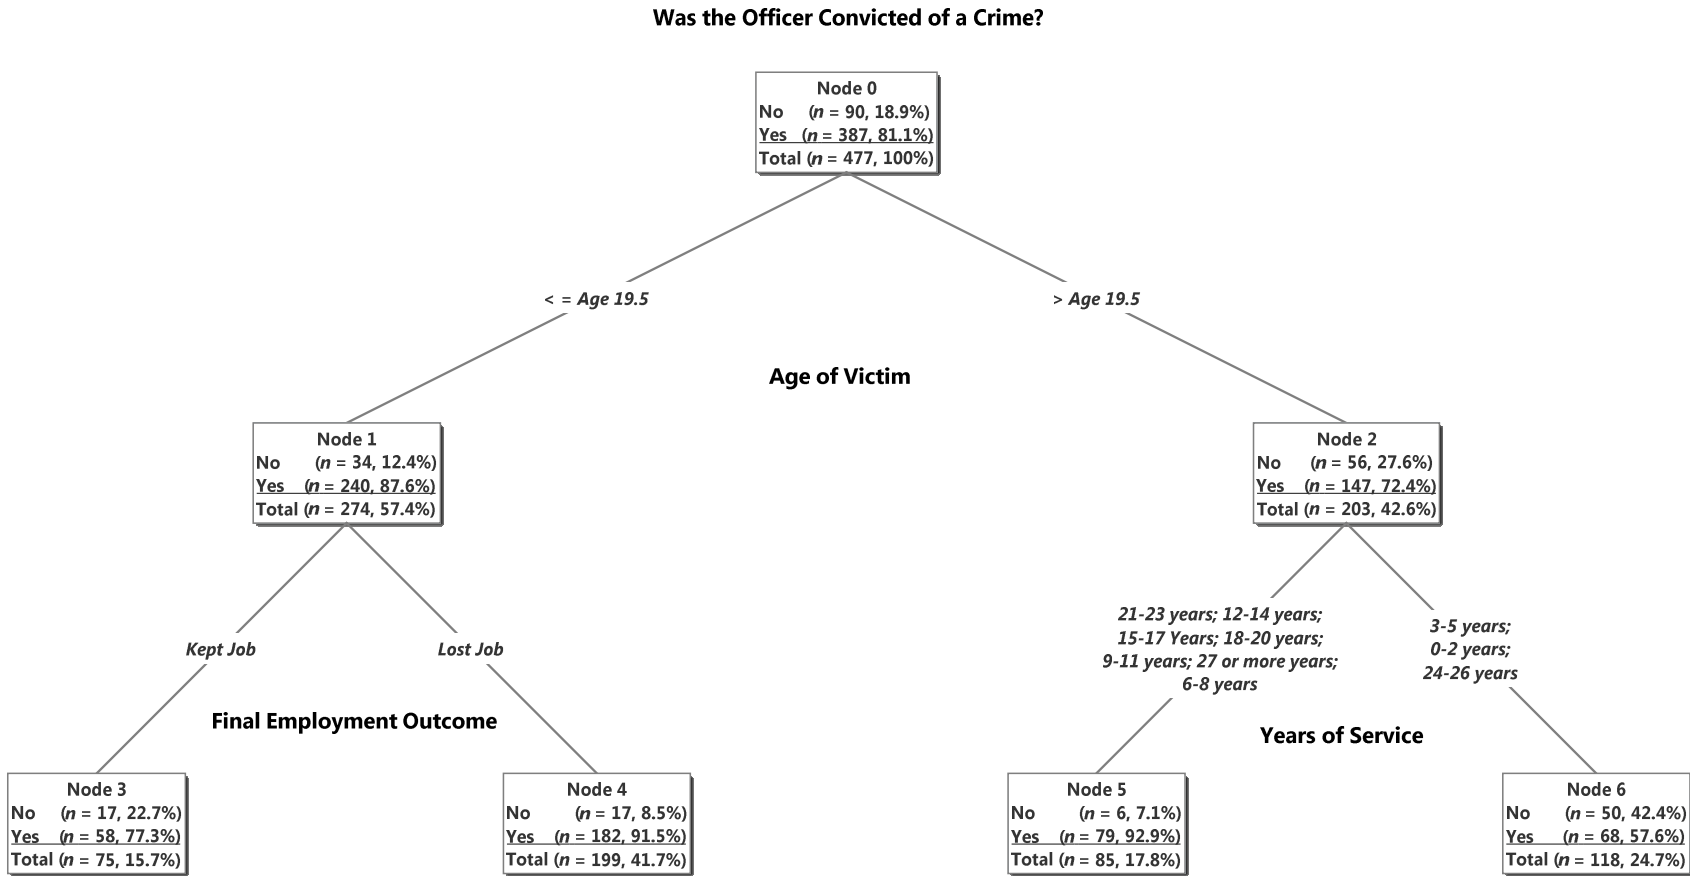 Was the Officer Convicted of a Crime?
Node 0
No (n = 90, 18.9%)
Yes (n = 387, 81.1%)
Total (n = 477, 100%)
< = Age 19.5
> Age 19.5
Age of Victim
Node 1
No (n = 34, 12.4%)
Yes (n = 240, 87.6%)
Total (n = 274, 57.4%)
Node 2
No (n = 56, 27.6%)
Yes (n = 147, 72.4%)
Total (n = 203, 42.6%)
Kept Job
Lost Job
Final Employment Outcome
21-23 years; 12-14 years;
15-17 Years; 18-20 years;
9-11 years; 27 or more years;
6-8 years
3-5 years;
0-2 years;
24-26 years
Years of Service
Node 3
No (n = 17, 22.7%)
Yes (n = 58, 77.3%)
Total (n = 75, 15.7%)
Node 4
No (n = 17, 8.5%)
Yes (n = 182, 91.5%)
Total (n = 199, 41.7%)
Node 5
No (n = 6, 7.1%)
Yes (n = 79, 92.9%)
Total (n = 85, 17.8%)
Node 6
No (n = 50, 42.4%)
Yes (n = 68, 57.6%)
Total (n = 118, 24.7%)